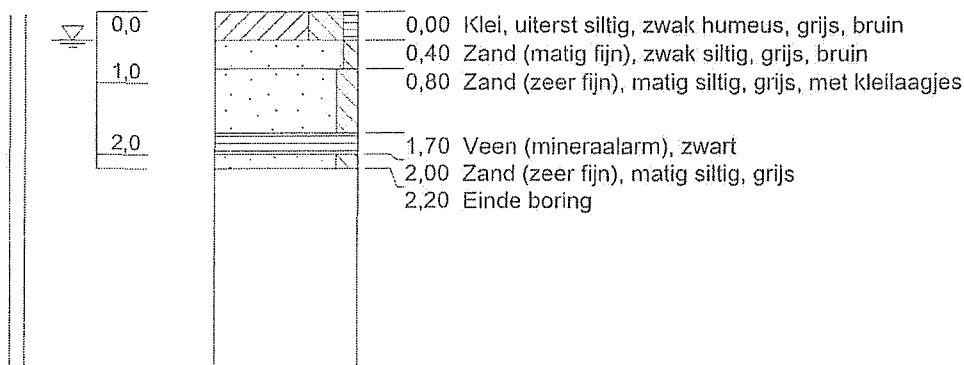 0,0
1,0
2,0
0,00 Klei, uiterst siltig, zwak humeus, grijs, bruin
0,40 Zand (matig fijn), zwak siltig, grijs, bruin
0,80 Zand (zeer fijn), matig siltig, grijs, met kleilaagjes
1,70 Veen (mineraalarm), zwart
2,00 Zand (zeer fijn), matig siltig, grijs
2,20 Einde boring